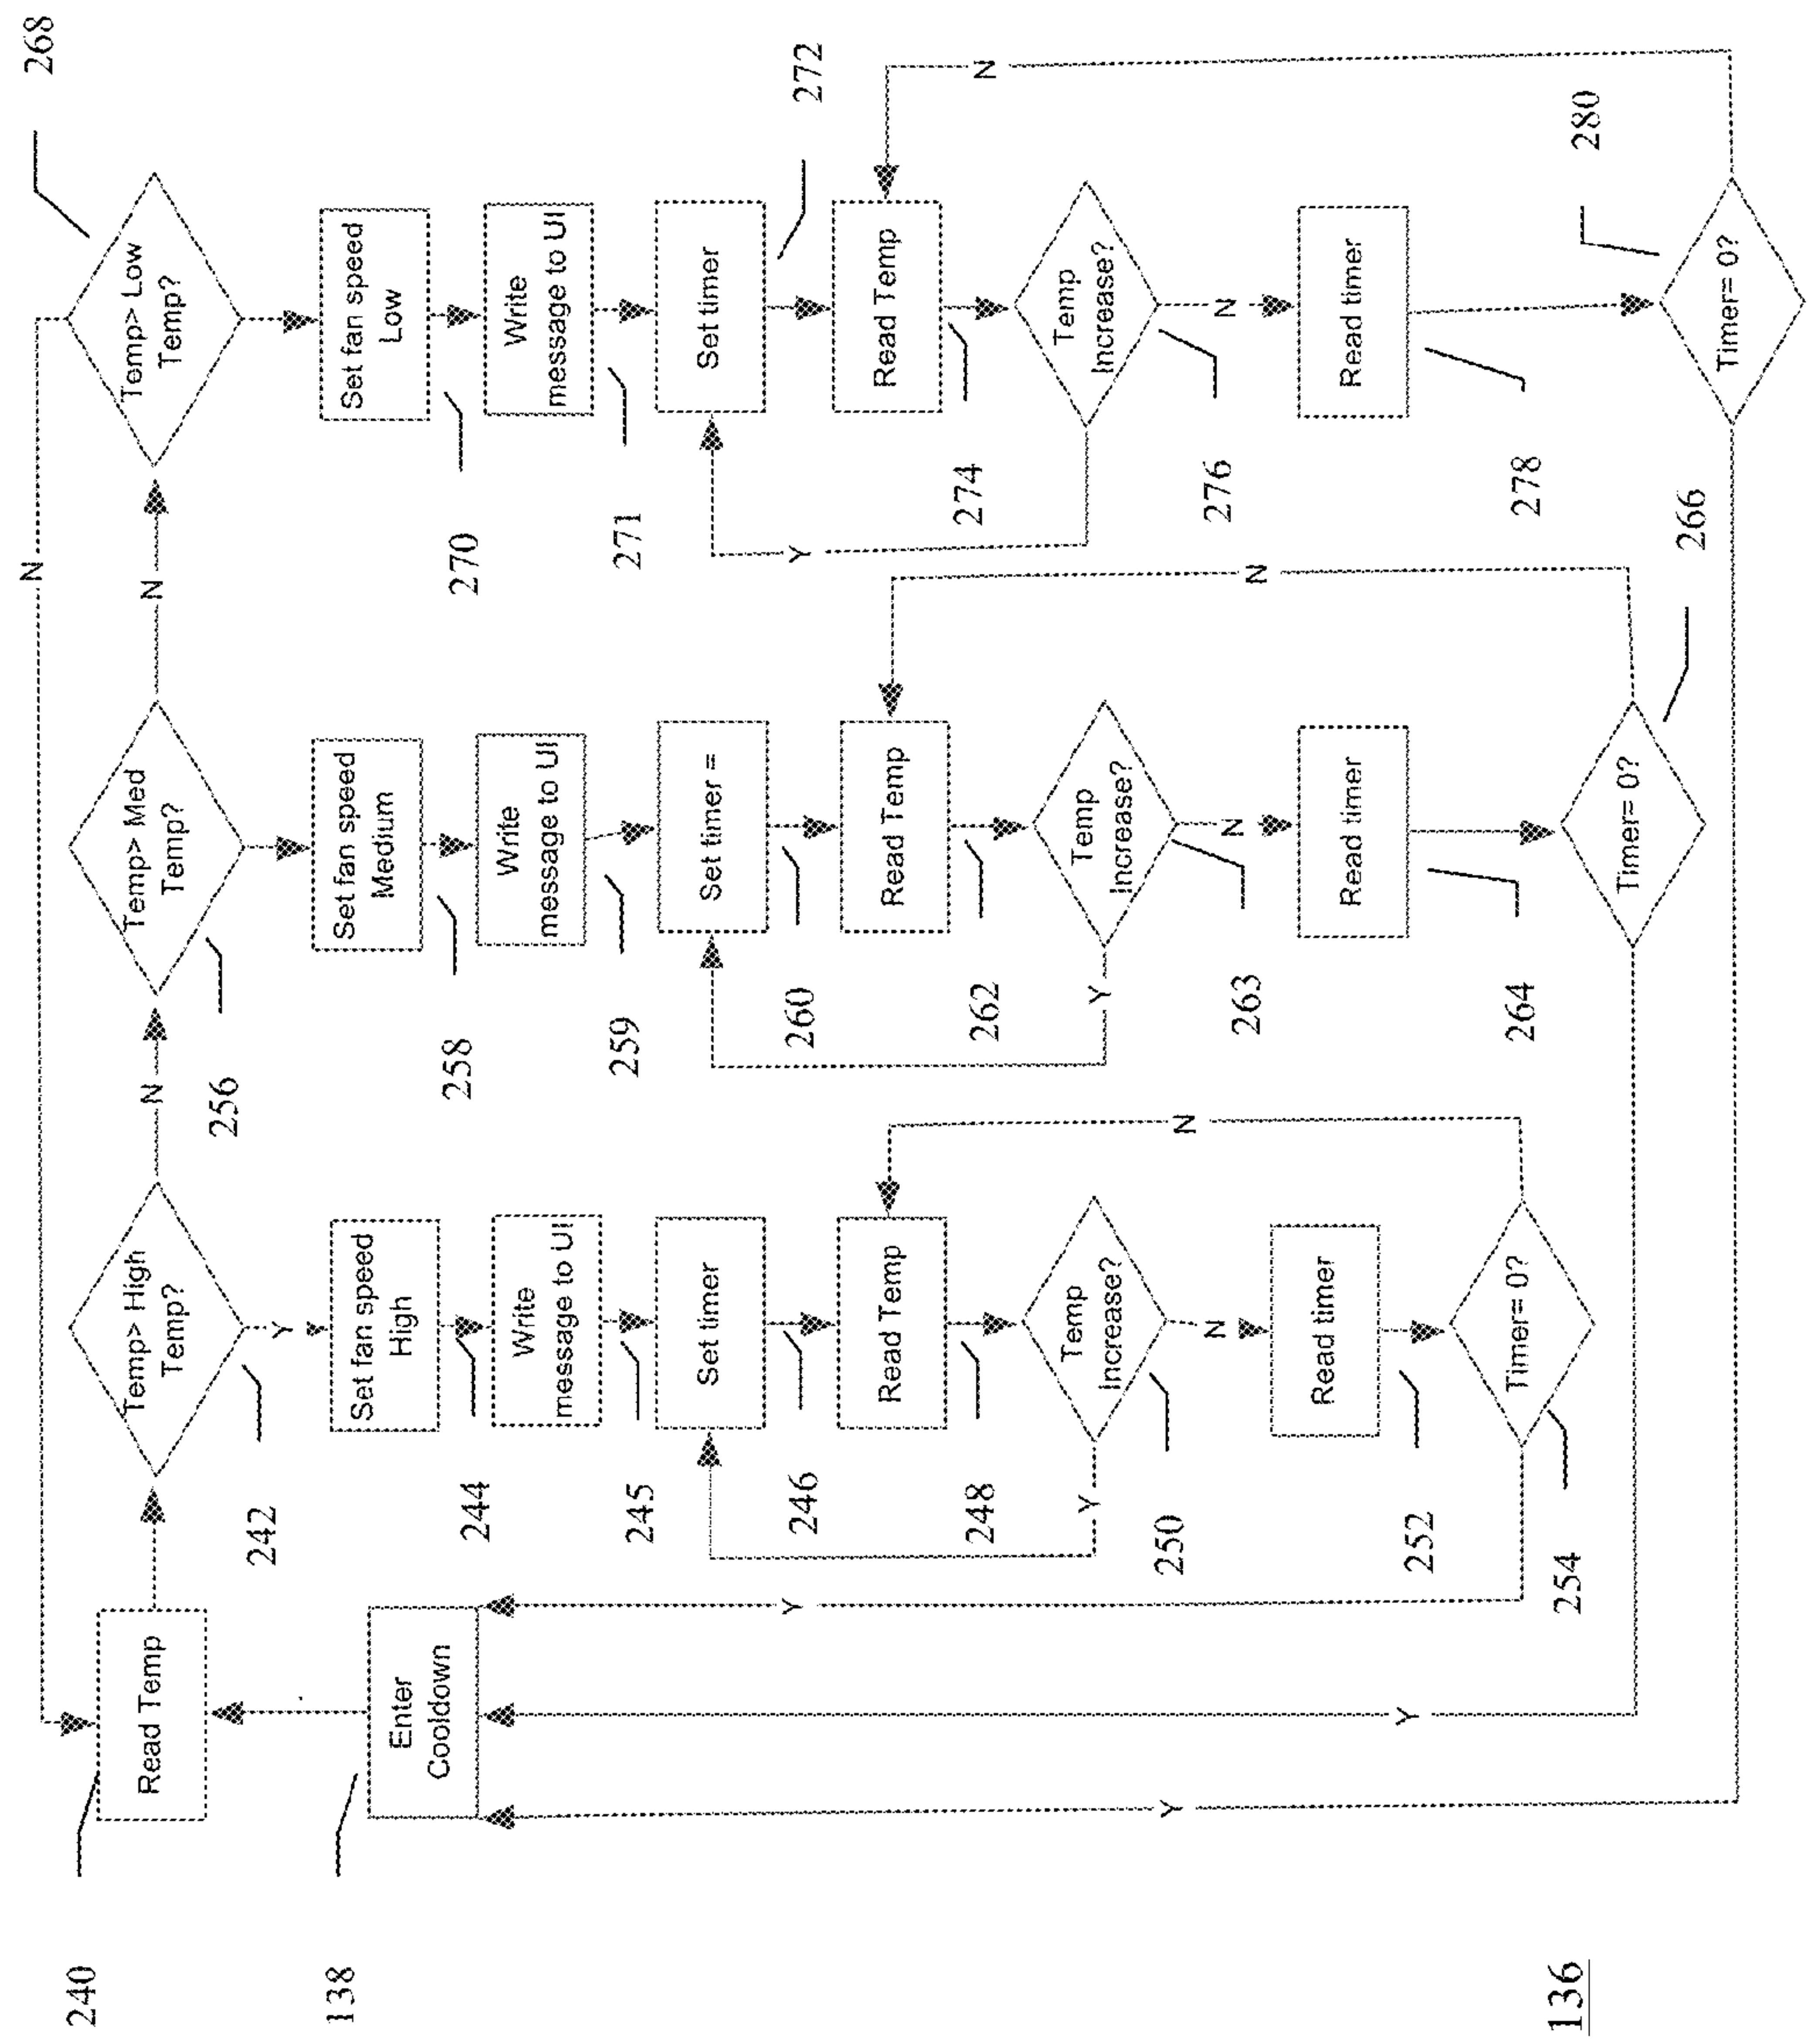 240
Read Temp
Temp> High
Temp?
242
N
Temp> Med
Temp?
256
N
Temp> Low
Temp?
268
N
138
Enter
Cooldown
Y
Set fan speed
High
244
Set fan speed
Medium
258
Set fan speed
Low
270
Write
message to UI
245
Write
message to UI
259
Write
message to UI
271
Set timer
246
Set timer =
260
Set timer
272
Read Temp
248
Read Temp
262
Read Temp
274
Y
Temp
Increase?
250
Y
Temp
Increase?
263
Y
Temp
Increase?
276
N
N
N
Read timer
252
Read timer
264
Read timer
278
Y
Timer= 0?
254
N
Y
Timer= 0?
266
N
Y
Timer= 0?
280
N
136